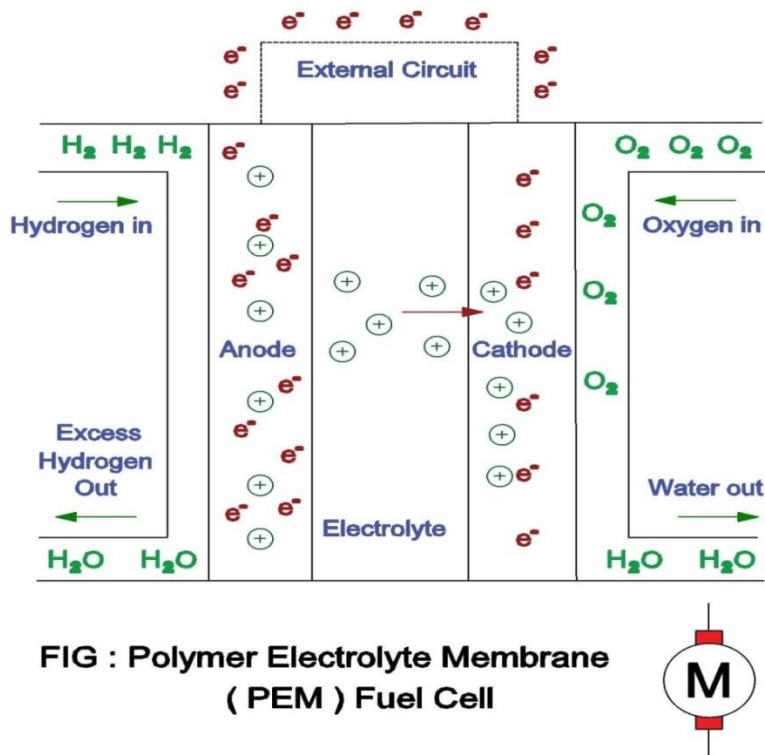 e⁻ e⁻ e⁻ e⁻
e⁻ e⁻
External Circuit
e⁻ e⁻
H₂ H₂ H₂
e⁻
O₂ O₂ O₂
+
e⁻
Hydrogen in
e⁻
O₂
Oxygen in
+
e⁻
e⁻ e⁻
+ + + e⁻
O₂
+ + +
Anode
+ +
Cathode
e⁻
+
O₂
+
e⁻
e⁻
+
Excess
Hydrogen
Out
e⁻
+ e⁻
Water out
+
e⁻ e⁻
Electrolyte
+
e⁻
H₂O H₂O
H₂O H₂O
FIG : Polymer Electrolyte Membrane
( PEM ) Fuel Cell
M